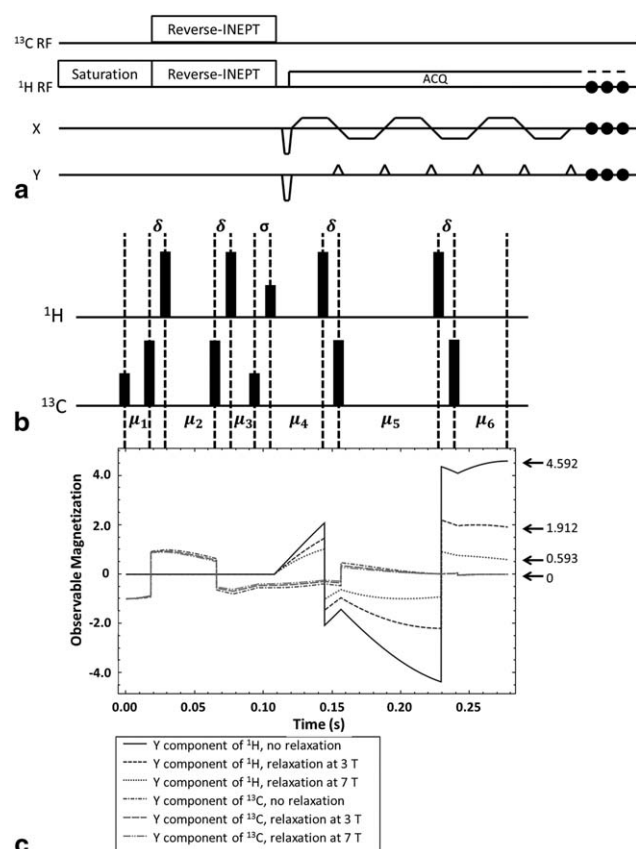 ¹³C RF
Reverse-INEPT
¹H RF
Saturation
Reverse-INEPT
ACQ
X
Y
a
δ δ σ δ δ
¹H
¹³C
μ₁ μ₂ μ₃ μ₄ μ₅ μ₆
b
Observable Magnetization
4.0
2.0
0
-2.0
-4.0
4.592
1.912
0.593
0
0.00 0.05 0.10 0.15 0.20 0.25
Time (s)
Y component of ¹H, no relaxation
Y component of ¹H, relaxation at 3 T
Y component of ¹H, relaxation at 7 T
Y component of ¹³C, no relaxation
Y component of ¹³C, relaxation at 3 T
Y component of ¹³C, relaxation at 7 T
c